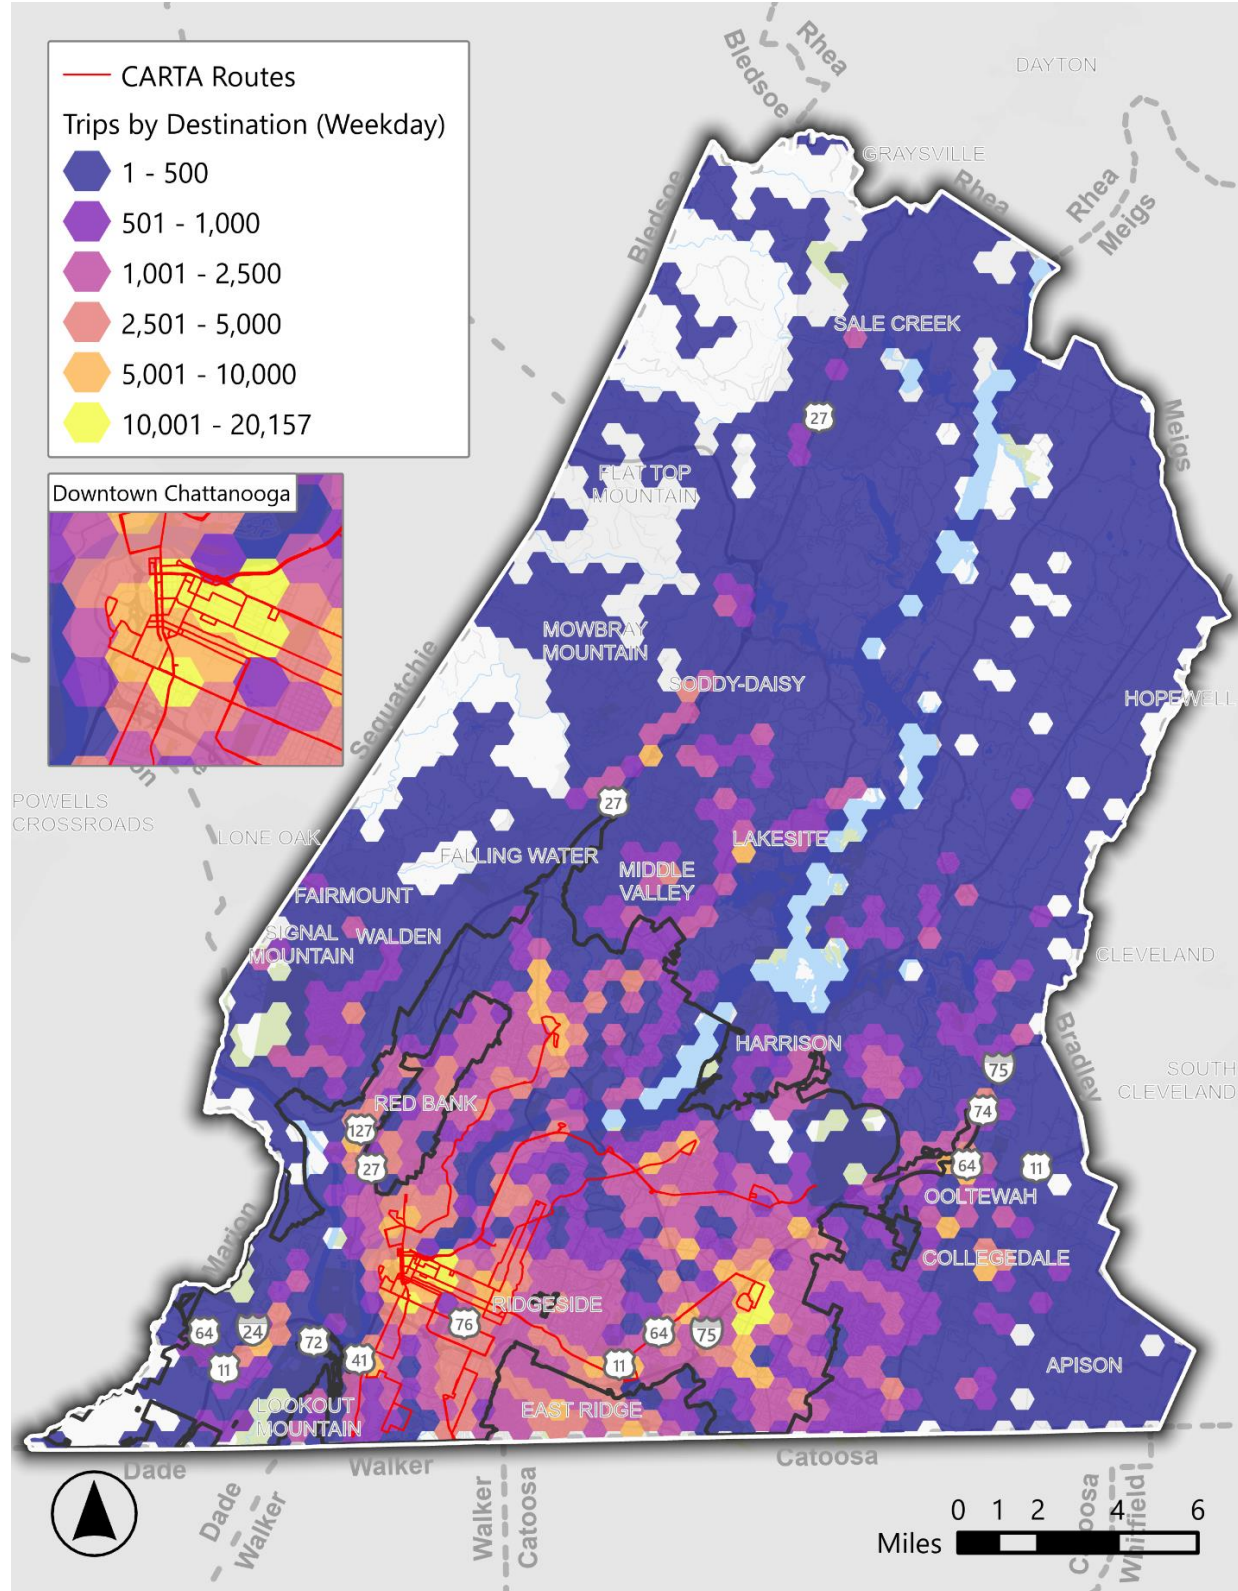 CARTA Routes
Trips by Destination (Weekday)
1 - 500
501 - 1,000
1,001 - 2,500
2,501 - 5,000
5,001 - 10,000
10,001 - 20,157
Downtown Chattanooga
Rhea
Bledsoe
DAYTON
GRAYSVILLE
Rhea
Rhea
Meigs
Bledsoe
SALE CREEK
27
Meigs
FLAT TOP
MOUNTAIN
MOWBRAY
MOUNTAIN
SODDY-DAISY
HOPEWELL
Sequatchie
POWELLS
CROSSROADS
27
LONE OAK
LAKESITE
FALLING WATER
MIDDLE
VALLEY
FAIRMOUNT
SIGNAL
MOUNTAIN
WALDEN
CLEVELAND
HARRISON
Bradley
75
SOUTH
CLEVELAND
RED BANK
74
127
27
64
11
OOLTEWAH
Marion
COLLEGEDALE
RIDGESIDE
64
24
72
76
64
75
11
41
11
APISON
LOOKOUT
MOUNTAIN
EAST RIDGE
Dade
Walker
Catoosa
Dade
Walker
Walker
Catoosa
Whitfield
0 1 2 4 6
Miles